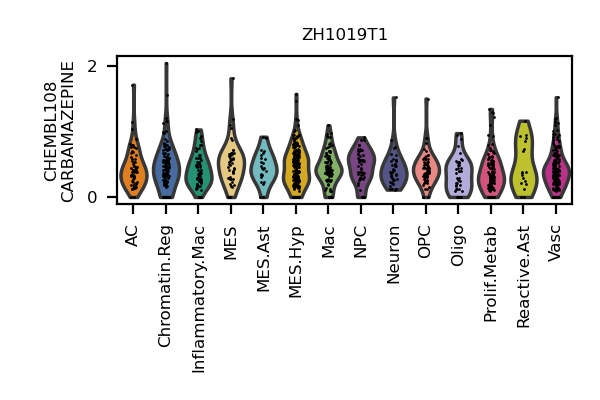 ZH1019T1
CHEMBL108
CARBAMAZEPINE
2
0
AC
Chromatin.Reg
Inflammatory.Mac
MES
MES.Ast
MES.Hyp
Mac
NPC
Neuron
OPC
Oligo
Prolif.Metab
Reactive.Ast
Vasc